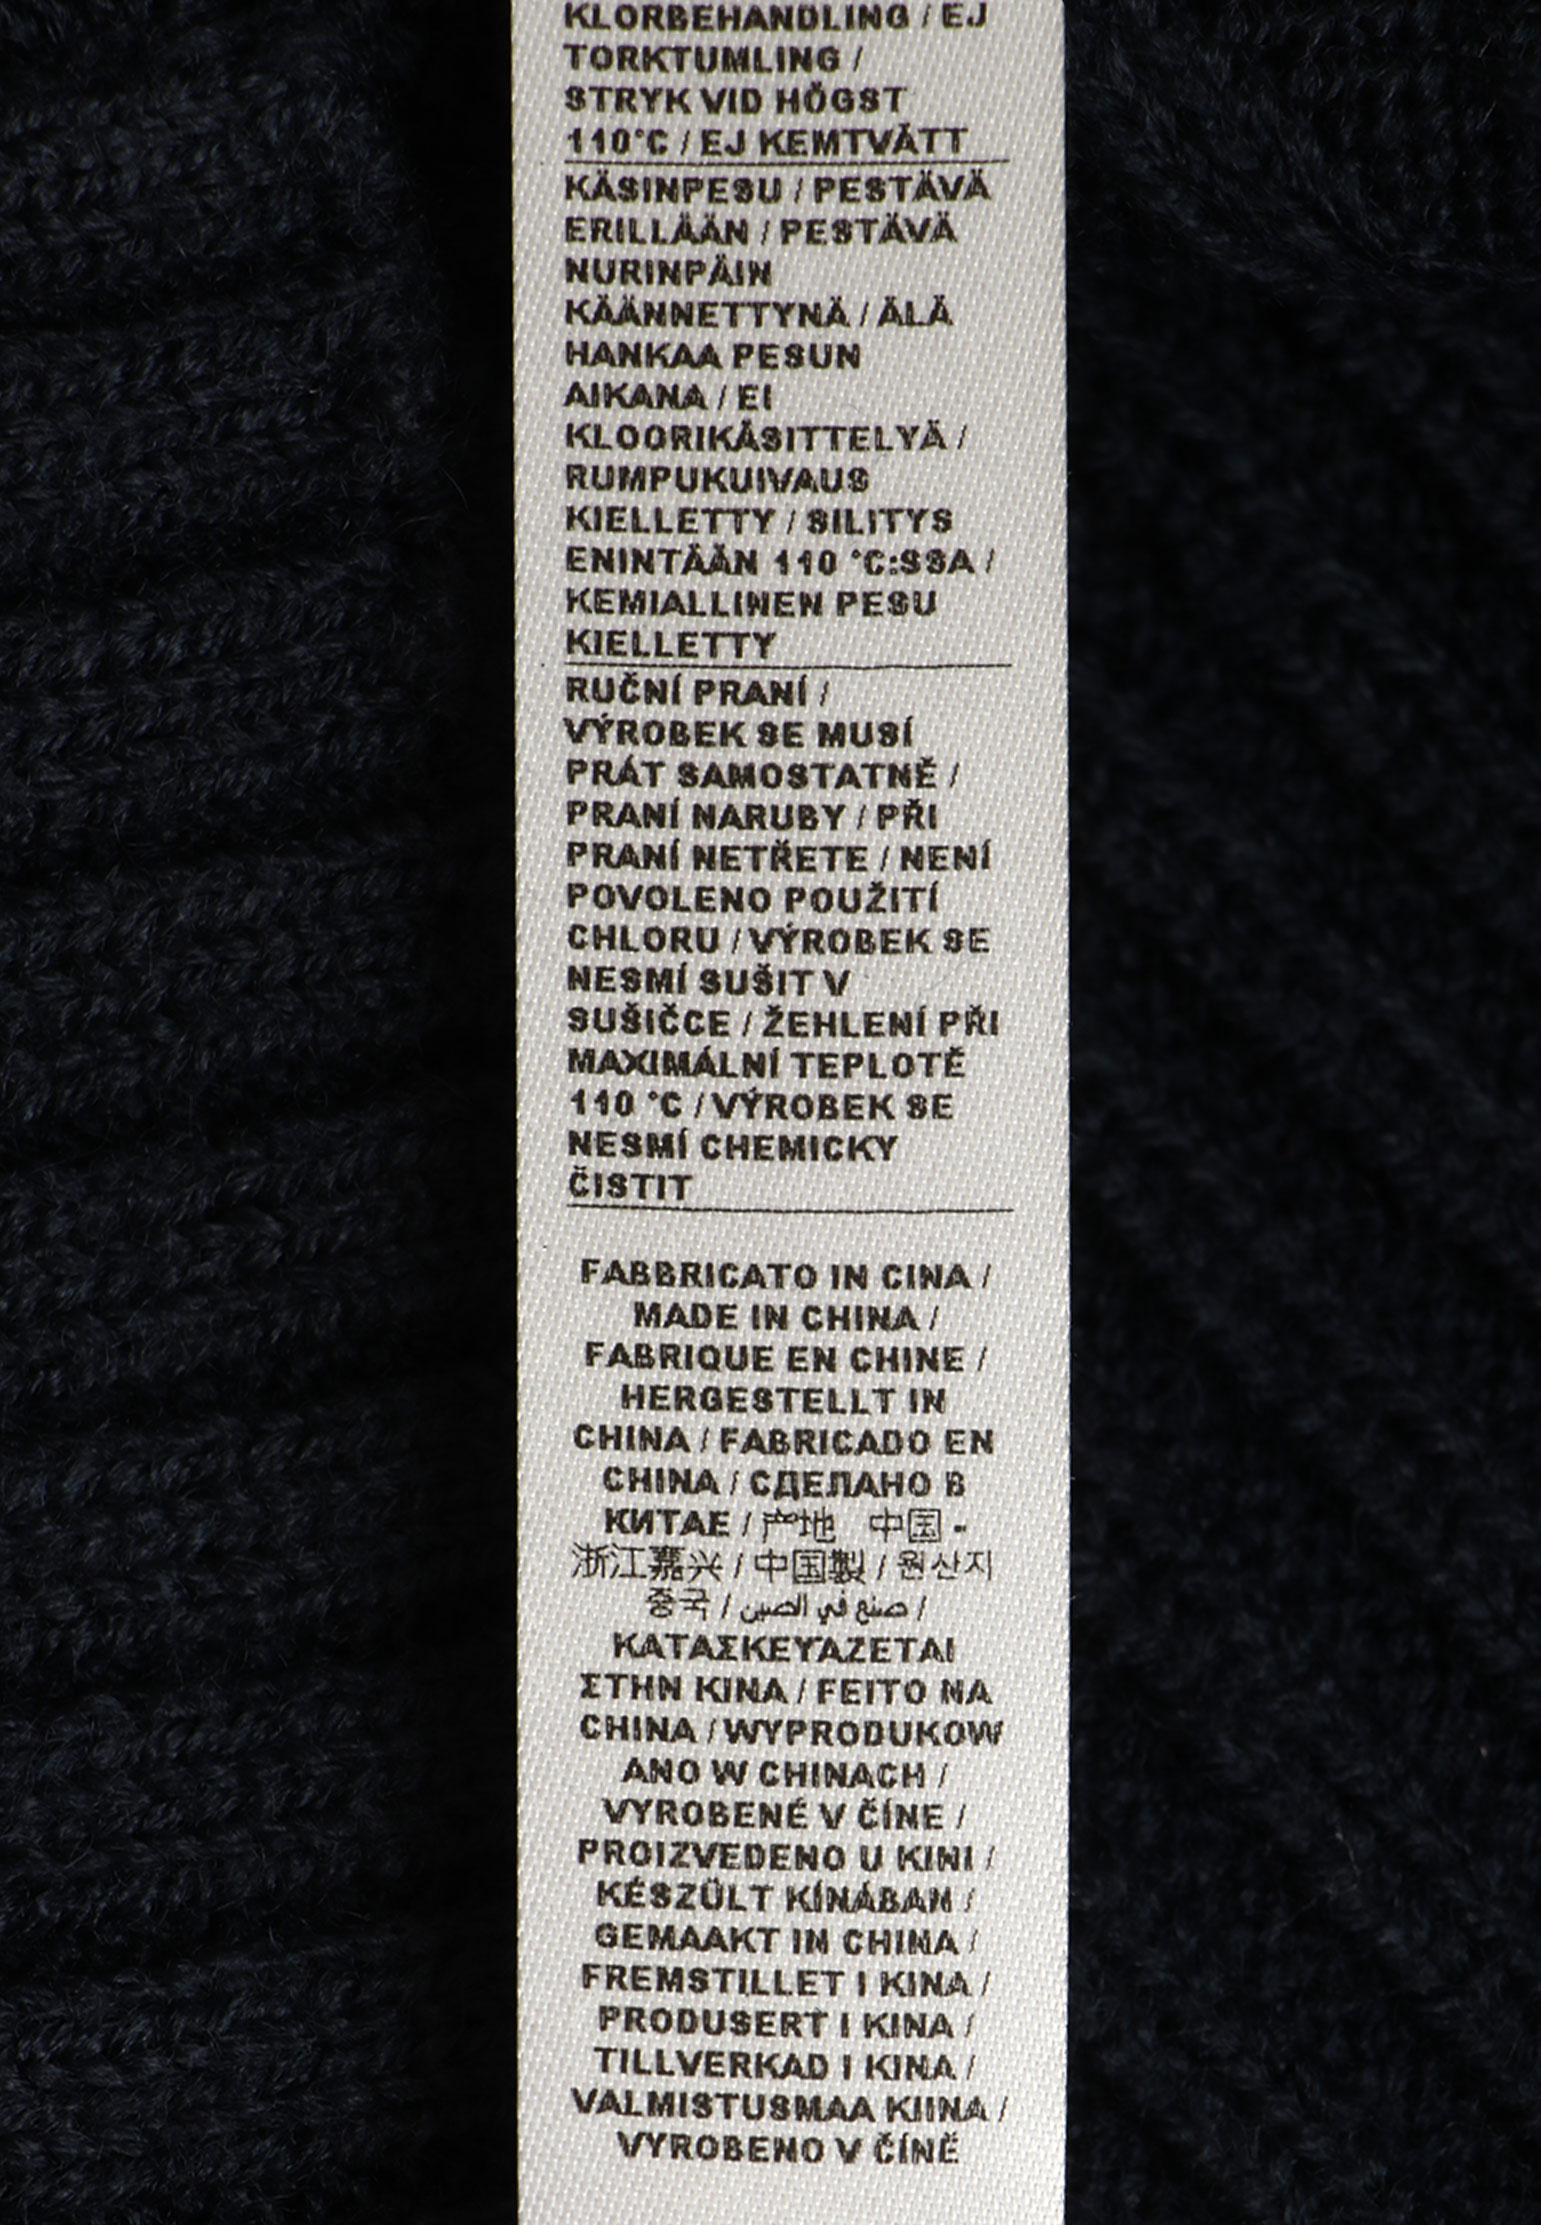 KLORBEHANDLING / EJ
TORKTUMLING /
STRYK VID HÖGST
110°C / EJ KEMTVÄTT
KÄSINPESU / PESTÄVÄ
ERILLÄÄN / PESTÄVÄ
NURINPÄIN
KÄÄNNETTYNÄ / ÄLÄ
HANKAA PESUN
AIKANA / EI
KLOORIKÄSITTELYÄ /
RUMPUKUIVAUS
KIELLETTY / SILITYS
ENINTÄÄN 110 °C:SSA /
KEMIALLINEN PESU
KIELLETTY
RUČNÍ PRANÍ /
VÝROBEK SE MUSÍ
PRÁT SAMOSTATNĚ /
PRANÍ NARUBY / PŘI
PRANÍ NETŘETE / NENÍ
POVOLENO POUŽITÍ
CHLORU / VÝROBEK SE
NESMÍ SUŠIT V
SUŠIČCE / ŽEHLENÍ PŘI
MAXIMÁLNÍ TEPLOTĚ
110 °C / VÝROBEK SE
NESMÍ CHEMICKY
ČISTIT
FABBRICATO IN CINA /
MADE IN CHINA /
FABRIQUE EN CHINE /
HERGESTELLT IN
CHINA / FABRICADO EN
CHINA / СДЕЛАНО В
КИТАЕ / 产地 中国 -
浙江嘉兴 / 中国製 / 원산지
중국 / صنع في الصين /
ΚΑΤΑΣΚΕΥΆΖΕΤΑΙ
ΣΤΗΝ ΚΙΝΑ / FEITO NA
CHINA / WYPRODUKOW
ANO W CHINACH /
VYROBENÉ V ČÍNE /
PROIZVEDENO U KINI /
KÉSZÜLT KÍNÁBAN /
GEMAAKT IN CHINA /
FREMSTILLET I KINA /
PRODUSERT I KINA /
TILLVERKAD I KINA /
VALMISTUSMAA KIINA /
VYROBENO V ČÍNĚ